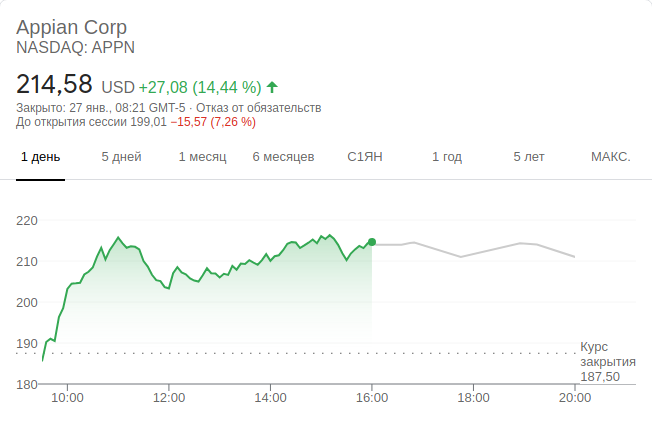 Appian Corp
NASDAQ: APPN
214,58 USD +27,08 (14,44 %)
Закрыто: 27 янв., 08:21 GMT-5 · Отказ от обязательств
До открытия сессии 199,01 −15,57 (7,26 %)
1 день 5 дней 1 месяц 6 месяцев С1ЯН 1 год 5 лет МАКС.
220
210
200
190
180
Курс
закрытия
187,50
10:00 12:00 14:00 16:00 18:00 20:00